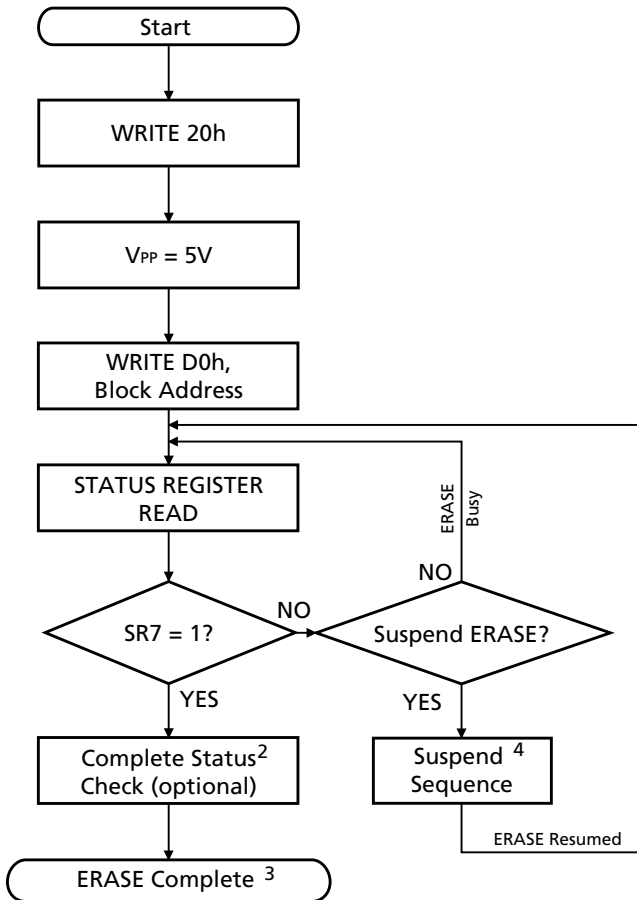 Start
WRITE 20h
VPP = 5V
WRITE D0h,
Block Address
STATUS REGISTER
READ
ERASE
Busy
NO
SR7 = 1?
NO
Suspend ERASE?
YES
YES
Complete Status2
Check (optional)
Suspend 4
Sequence
ERASE Resumed
ERASE Complete 3